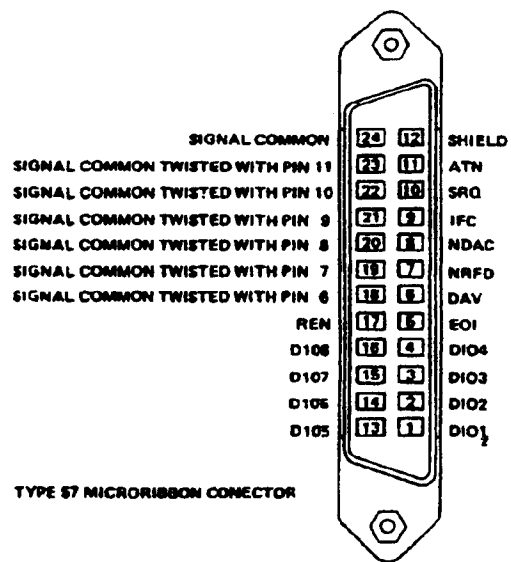 SIGNAL COMMON 24 12 SHIELD
SIGNAL COMMON TWISTED WITH PIN 11 23 11 ATN
SIGNAL COMMON TWISTED WITH PIN 10 22 10 SRQ
SIGNAL COMMON TWISTED WITH PIN 9 21 9 IFC
SIGNAL COMMON TWISTED WITH PIN 8 20 8 NDAC
SIGNAL COMMON TWISTED WITH PIN 7 19 7 NRFD
SIGNAL COMMON TWISTED WITH PIN 6 18 6 DAV
REN 17 5 EOI
D108 16 4 DIO4
D107 15 3 DIO3
D106 14 2 DIO2
D105 13 1 DIO1
2
TYPE 57 MICRORIBBON CONECTOR